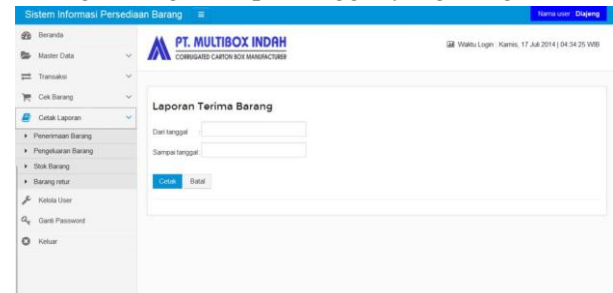 Sistem Informasi Persediaan Barang
Nama user : Diajeng
Beranda
Master Data
Transaksi
Cek Barang
Cetak Laporan
Penerimaan Barang
Pengeluaran Barang
Stok Barang
Barang retur
Kelola User
Ganti Password
Keluar
PT. MULTIBOX INDAH
CORRUGATED CARTON BOX MANUFACTURER
Waktu Login : Kamis, 17 Juli 2014 | 04:34:25 WIB
Laporan Terima Barang
Dari tanggal :
Sampai tanggal:
Cetak
Batal